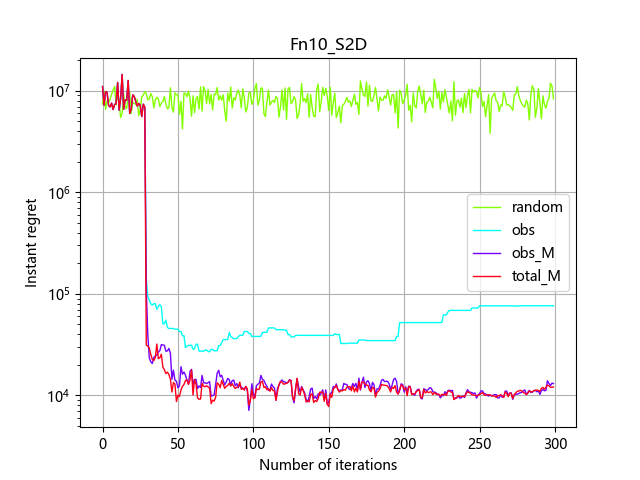 Fn10_S2D
Instant regret
10^7
10^6
10^5
10^4
random
obs
obs_M
total_M
0 50 100 150 200 250 300
Number of iterations